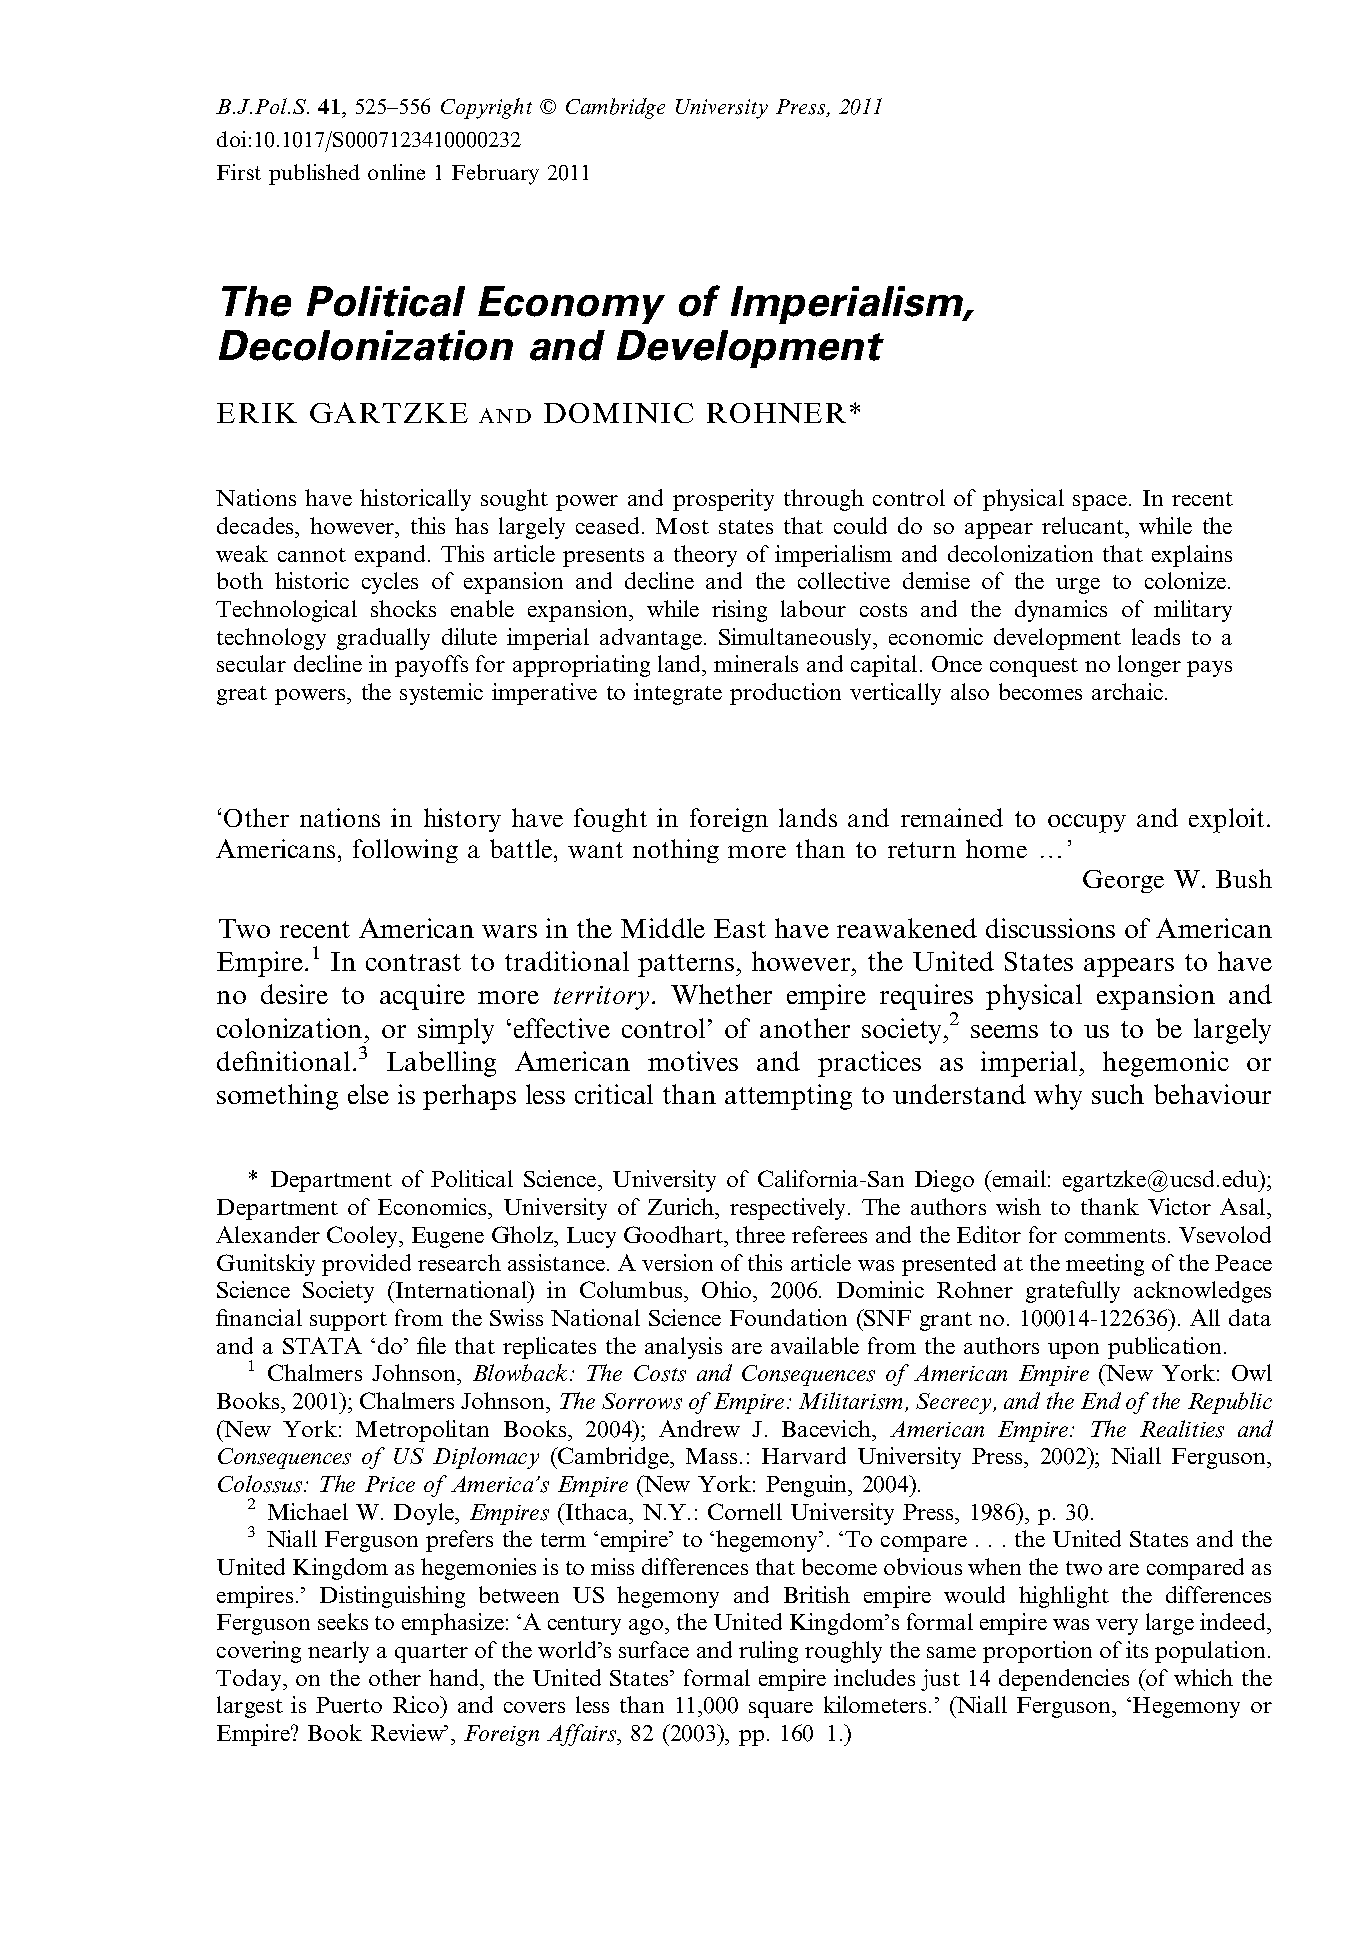 B.J.Pol.S. 41, 525–556 Copyright © Cambridge University Press, 2011
doi:10.1017/S0007123410000232
First published online 1 February 2011
The Political Economy of Imperialism,
Decolonization and Development
ERIK GARTZKE AND DOMINIC ROHNER*
Nations have historically sought power and prosperity through control of physical space. In recent
decades, however, this has largely ceased. Most states that could do so appear relucant, while the
weak cannot expand. This article presents a theory of imperialism and decolonization that explains
both historic cycles of expansion and decline and the collective demise of the urge to colonize.
Technological shocks enable expansion, while rising labour costs and the dynamics of military
technology gradually dilute imperial advantage. Simultaneously, economic development leads to a
secular decline in payoffs for appropriating land, minerals and capital. Once conquest no longer pays
great powers, the systemic imperative to integrate production vertically also becomes archaic.
‘Other nations in history have fought in foreign lands and remained to occupy and exploit.
Americans, following a battle, want nothing more than to return home …’
George W. Bush
Two recent American wars in the Middle East have reawakened discussions of American
Empire.1 In contrast to traditional patterns, however, the United States appears to have
no desire to acquire more territory. Whether empire requires physical expansion and
colonization, or simply ‘effective control’ of another society,2 seems to us to be largely
definitional.3 Labelling American motives and practices as imperial, hegemonic or
something else is perhaps less critical than attempting to understand why such behaviour
* Department of Political Science, University of California-San Diego (email: egartzke@ucsd.edu);
Department of Economics, University of Zurich, respectively. The authors wish to thank Victor Asal,
Alexander Cooley, Eugene Gholz, Lucy Goodhart, three referees and the Editor for comments. Vsevolod
Gunitskiy provided research assistance. A version of this article was presented at the meeting of the Peace
Science Society (International) in Columbus, Ohio, 2006. Dominic Rohner gratefully acknowledges
financial support from the Swiss National Science Foundation (SNF grant no. 100014-122636). All data
and a STATA ‘do’ file that replicates the analysis are available from the authors upon publication.
1 Chalmers Johnson, Blowback: The Costs and Consequences of American Empire (New York: Owl
Books, 2001); Chalmers Johnson, The Sorrows of Empire: Militarism, Secrecy, and the End of the Republic
(New York: Metropolitan Books, 2004); Andrew J. Bacevich, American Empire: The Realities and
Consequences of US Diplomacy (Cambridge, Mass.: Harvard University Press, 2002); Niall Ferguson,
Colossus: The Price of America’s Empire (New York: Penguin, 2004).
2 Michael W. Doyle, Empires (Ithaca, N.Y.: Cornell University Press, 1986), p. 30.
3 Niall Ferguson prefers the term ‘empire’ to ‘hegemony’. ‘To compare . . . the United States and the
United Kingdom as hegemonies is to miss differences that become obvious when the two are compared as
empires.’ Distinguishing between US hegemony and British empire would highlight the differences
Ferguson seeks to emphasize: ‘A century ago, the United Kingdom’s formal empire was very large indeed,
covering nearly a quarter of the world’s surface and ruling roughly the same proportion of its population.
Today, on the other hand, the United States’ formal empire includes just 14 dependencies (of which the
largest is Puerto Rico) and covers less than 11,000 square kilometers.’ (Niall Ferguson, ‘Hegemony or
Empire? Book Review’, Foreign Affairs, 82 (2003), pp. 160 1.)